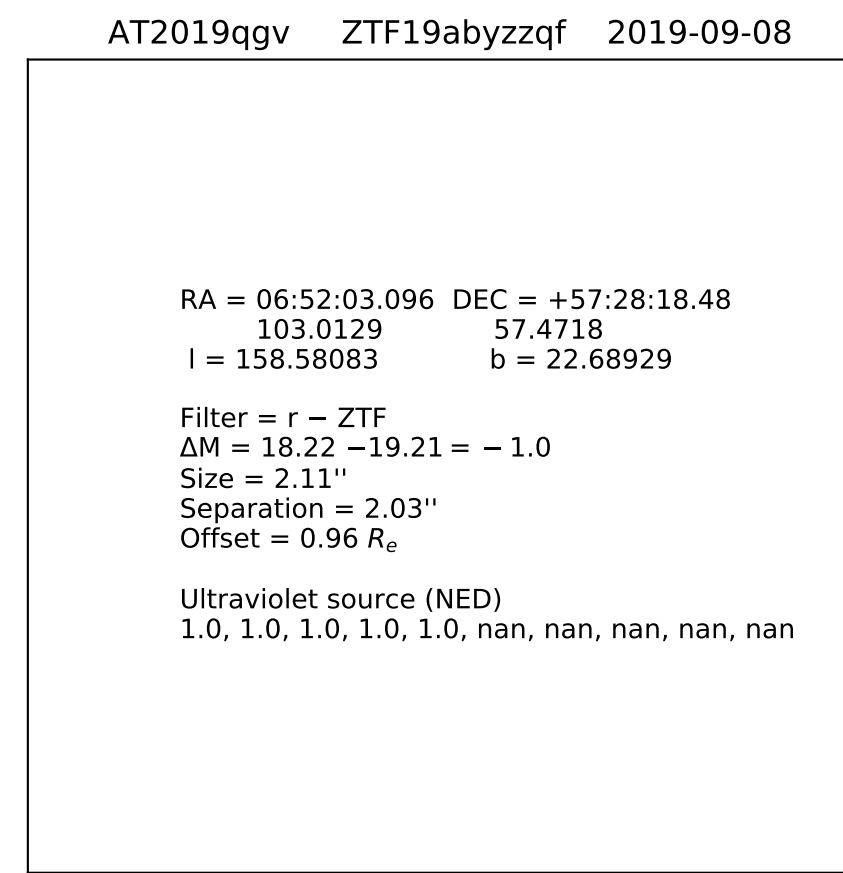 AT2019qgv ZTF19abyzzqf 2019-09-08
RA = 06:52:03.096 DEC = +57:28:18.48
103.0129 57.4718
l = 158.58083 b = 22.68929
Filter = r − ZTF
ΔM = 18.22 −19.21 = − 1.0
Size = 2.11''
Separation = 2.03''
Offset = 0.96 Re
Ultraviolet source (NED)
1.0, 1.0, 1.0, 1.0, 1.0, nan, nan, nan, nan, nan